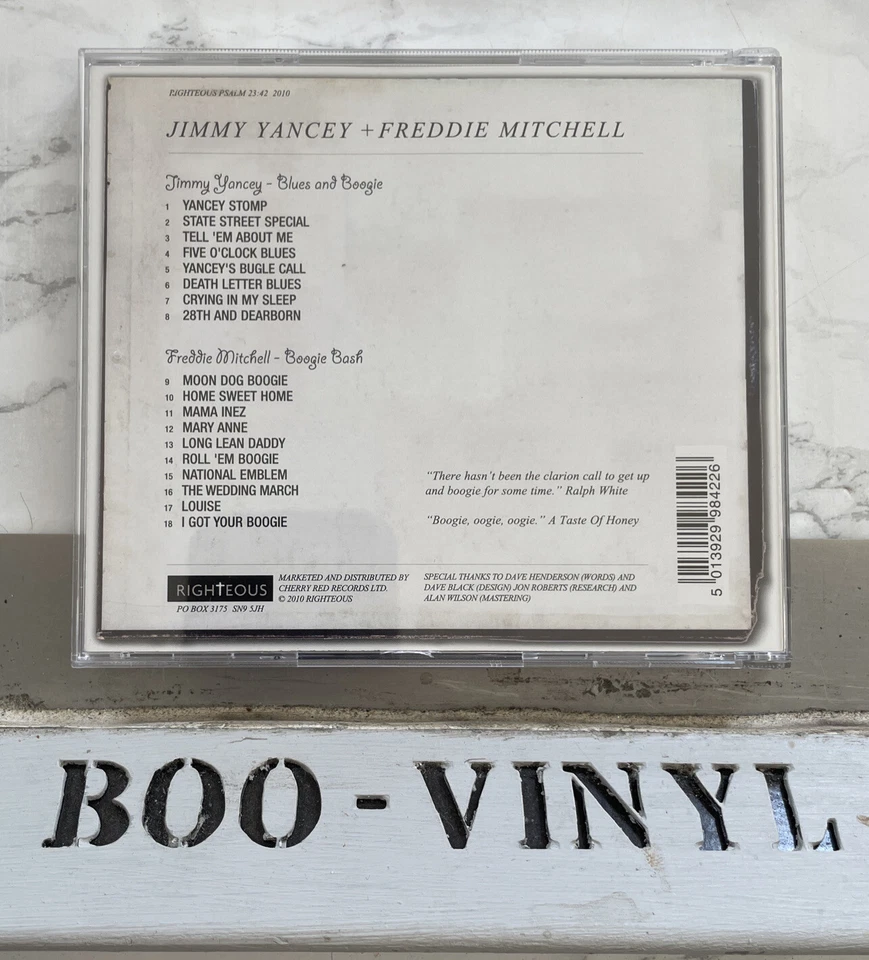 RIGHTEOUS PSALM 23:42 2010
JIMMY YANCEY + FREDDIE MITCHELL
Jimmy Yancey - Blues and Boogie
1 YANCEY STOMP
2 STATE STREET SPECIAL
3 TELL 'EM ABOUT ME
4 FIVE O'CLOCK BLUES
5 YANCEY'S BUGLE CALL
6 DEATH LETTER BLUES
7 CRYING IN MY SLEEP
8 28TH AND DEARBORN
Freddie Mitchell - Boogie Bash
9 MOON DOG BOOGIE
10 HOME SWEET HOME
11 MAMA INEZ
12 MARY ANNE
13 LONG LEAN DADDY
14 ROLL 'EM BOOGIE
15 NATIONAL EMBLEM
16 THE WEDDING MARCH
17 LOUISE
18 I GOT YOUR BOOGIE
“There hasn't been the clarion call to get up
and boogie for some time.” Ralph White
“Boogie, oogie, oogie.” A Taste Of Honey
5 013929 984226
RIGHTEOUS
PO BOX 3175 SN9 5JH
MARKETED AND DISTRIBUTED BY
CHERRY RED RECORDS LTD.
© 2010 RIGHTEOUS
SPECIAL THANKS TO DAVE HENDERSON (WORDS) AND
DAVE BLACK (DESIGN) JON ROBERTS (RESEARCH) AND
ALAN WILSON (MASTERING)
BOO-VINYL